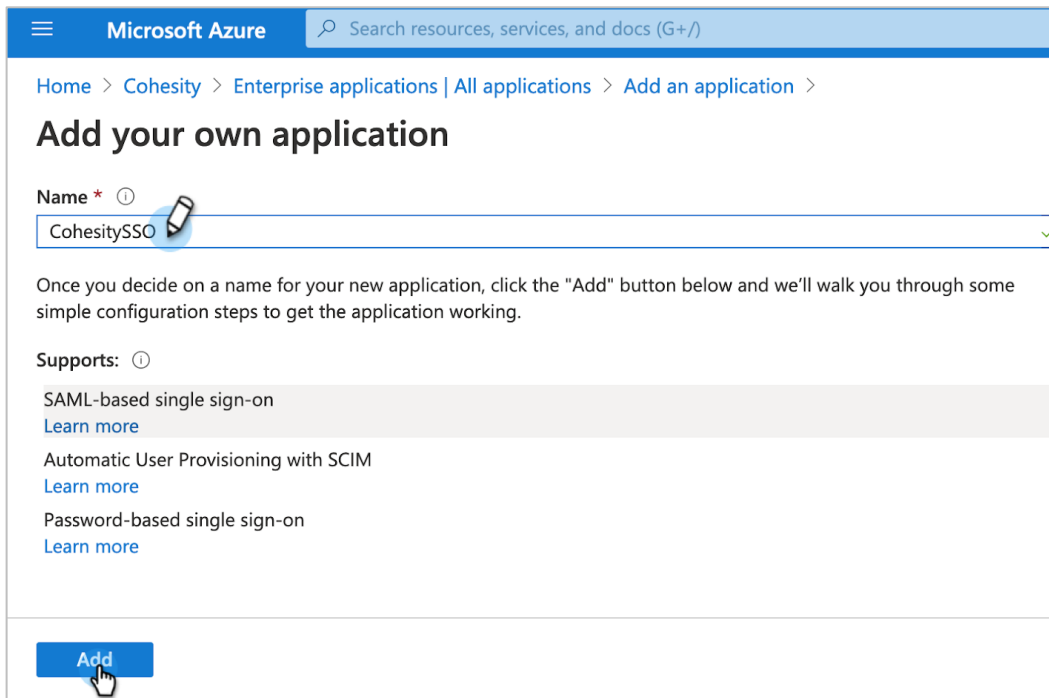 Microsoft Azure
Search resources, services, and docs (G+/)
Home > Cohesity > Enterprise applications | All applications > Add an application >
Add your own application
Name *
CohesitySSO
Once you decide on a name for your new application, click the "Add" button below and we'll walk you through some
simple configuration steps to get the application working.
Supports:
SAML-based single sign-on
Learn more
Automatic User Provisioning with SCIM
Learn more
Password-based single sign-on
Learn more
Add